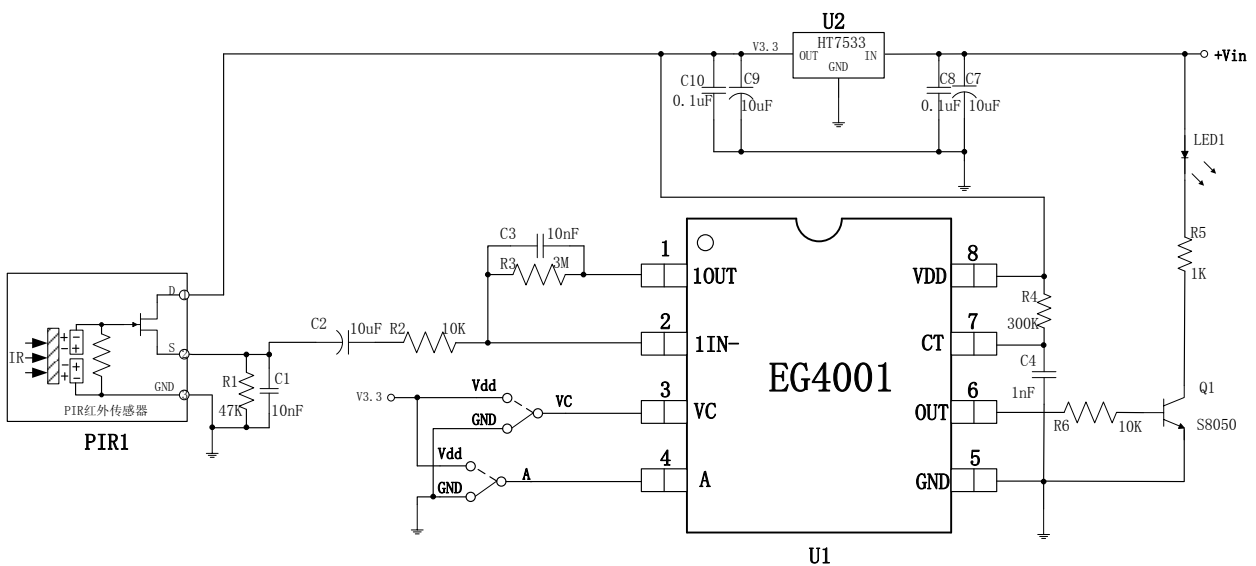 U2
HT7533
V3.3
OUT
IN
GND
+Vin
C10
0.1uF
C9
10uF
C8
0.1uF
C7
10uF
LED1
R5
1K
C3
10nF
R3
3M
1
1OUT
2
1IN-
3
VC
4
A
8
VDD
7
CT
6
OUT
5
GND
EG4001
U1
R4
300K
C4
1nF
R6
10K
Q1
S8050
D
1
S
2
GND
3
IR
PIR红外传感器
PIR1
R1
47K
C1
10nF
C2
10uF
R2
10K
V3.3
Vdd
GND
VC
Vdd
GND
A